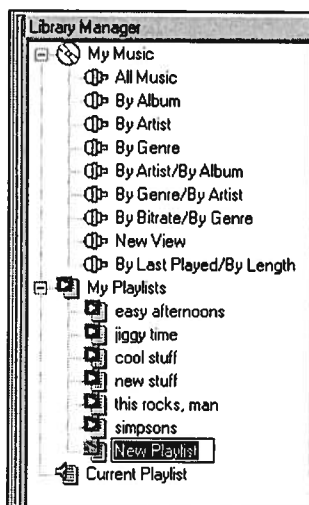 Library Manager
My Music
All Music
By Album
By Artist
By Genre
By Artist/By Album
By Genre/By Artist
By Bitrate/By Genre
New View
By Last Played/By Length
My Playlists
easy afternoons
jiggy time
cool stuff
new stuff
this rocks, man
simpsons
New Playlist
Current Playlist